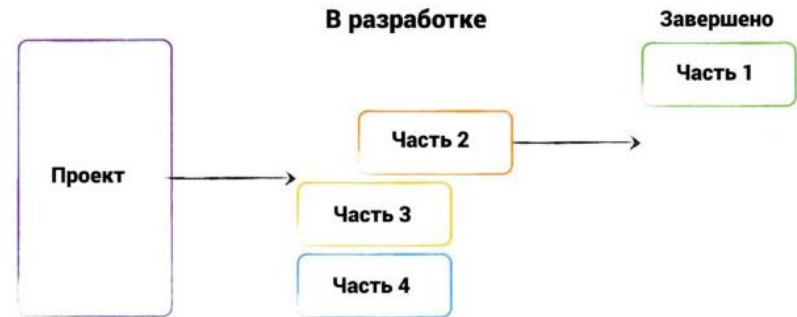 В разработке
Завершено
Часть 1
Часть 2
Проект
Часть 3
Часть 4